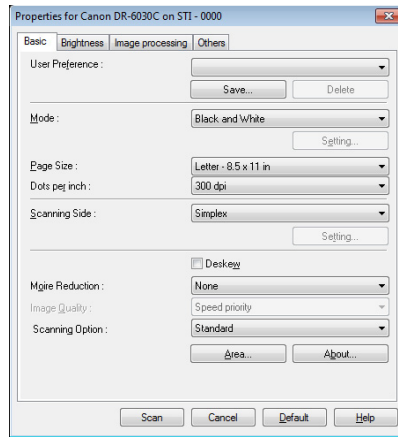 Properties for Canon DR-6030C on STI - 0000
Basic Brightness Image processing Others
User Preference :
Save... Delete
Mode : Black and White
Setting...
Page Size : Letter - 8.5 x 11 in
Dots per inch : 300 dpi
Scanning Side : Simplex
Setting...
Deskew
Moire Reduction : None
Image Quality : Speed priority
Scanning Option : Standard
Area... About...
Scan Cancel Default Help